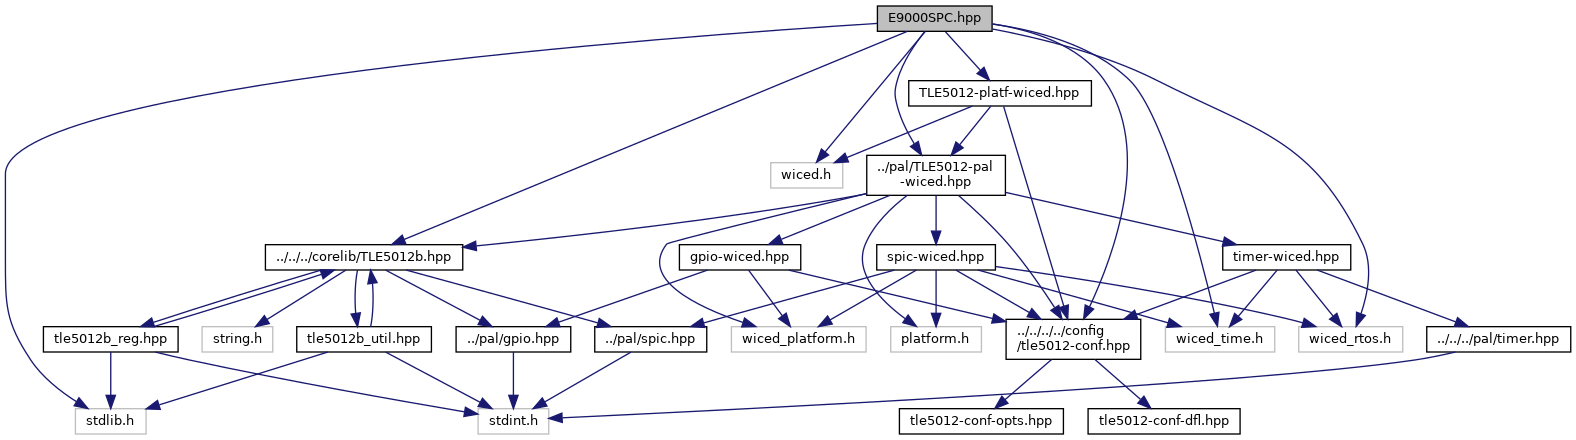 E9000SPC.hpp
TLE5012-platf-wiced.hpp
wiced.h
../pal/TLE5012-pal
-wiced.hpp
../../../corelib/TLE5012b.hpp
gpio-wiced.hpp
spic-wiced.hpp
timer-wiced.hpp
tle5012b_reg.hpp
string.h
tle5012b_util.hpp
../pal/gpio.hpp
../pal/spic.hpp
wiced_platform.h
platform.h
../../../../config
/tle5012-conf.hpp
wiced_time.h
wiced_rtos.h
../../../pal/timer.hpp
stdlib.h
stdint.h
tle5012-conf-opts.hpp
tle5012-conf-dfl.hpp